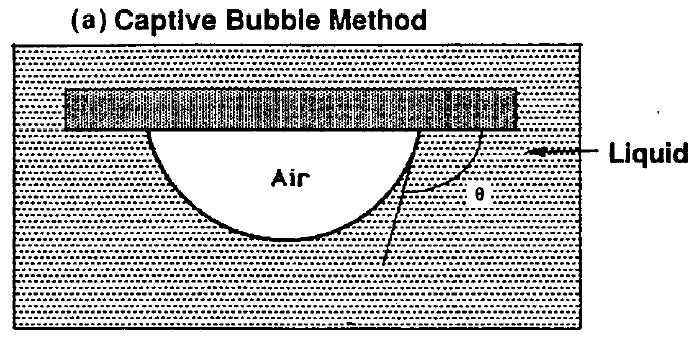 (a) Captive Bubble Method
Air
Liquid
θ